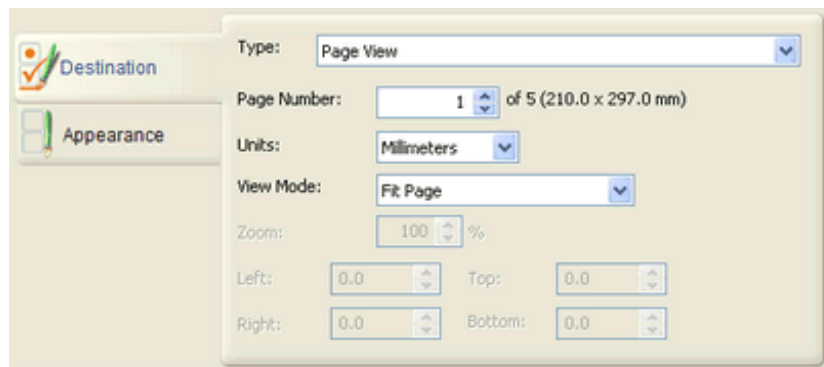 Destination
Appearance
Type: Page View
Page Number: 1 of 5 (210.0 x 297.0 mm)
Units: Millimeters
View Mode: Fit Page
Zoom: 100 %
Left: 0.0 Top: 0.0
Right: 0.0 Bottom: 0.0